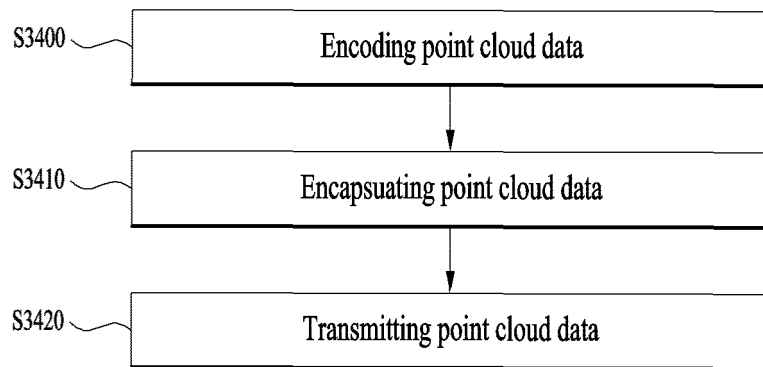 S3400 Encoding point cloud data
S3410 Encapsuating point cloud data
S3420 Transmitting point cloud data